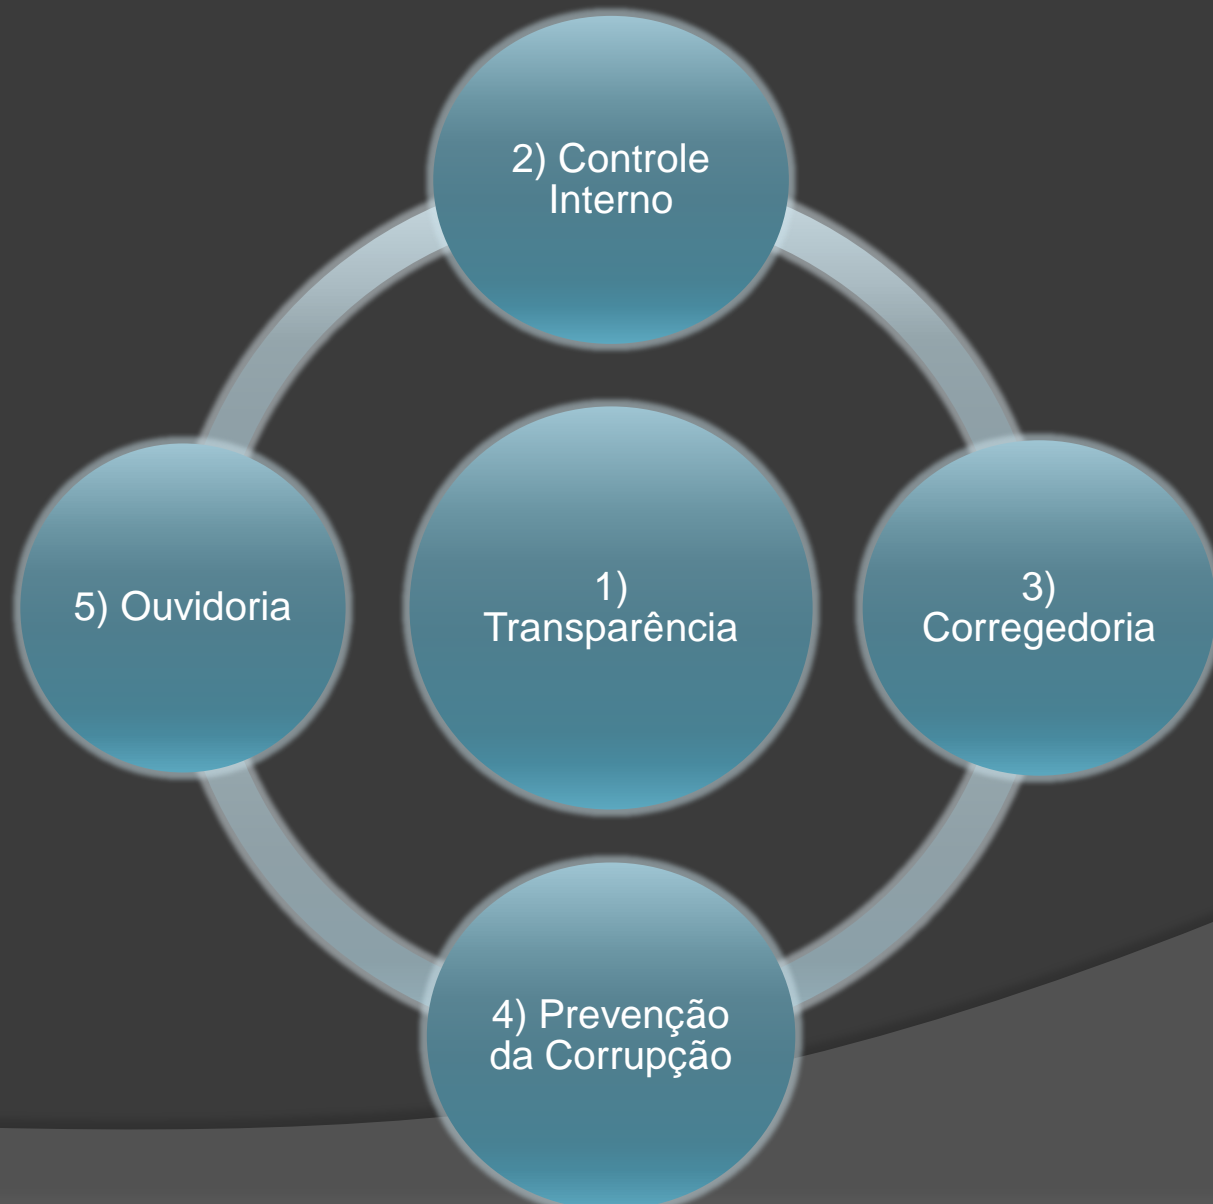 2) Controle
Interno
5) Ouvidoria
1)
Transparência
3)
Corregedoria
4) Prevenção
da Corrupção